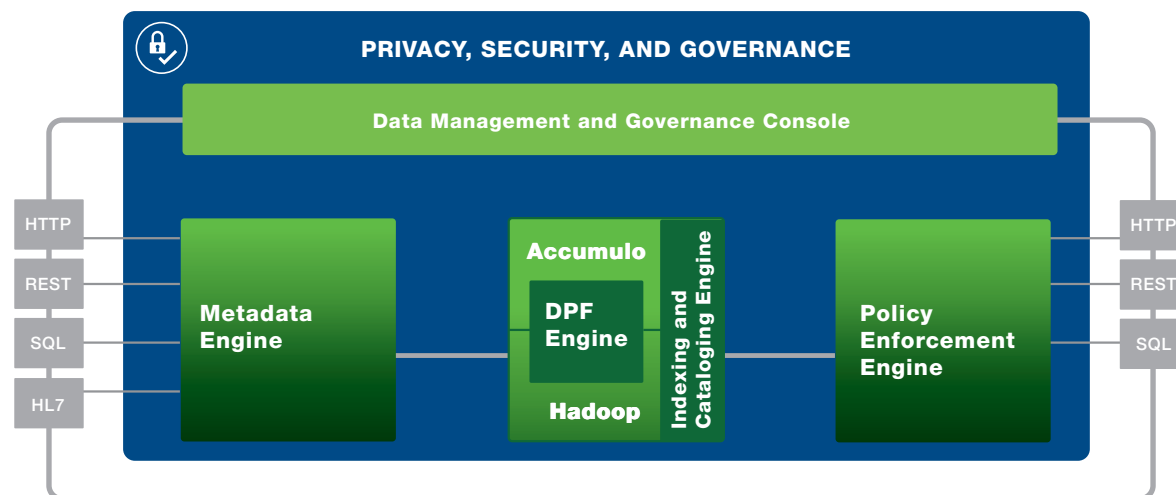 PRIVACY, SECURITY, AND GOVERNANCE
Data Management and Governance Console
HTTP
REST
SQL
HL7
Metadata
Engine
Accumulo
DPF
Engine
Hadoop
Indexing and
Cataloging Engine
Policy
Enforcement
Engine
HTTP
REST
SQL